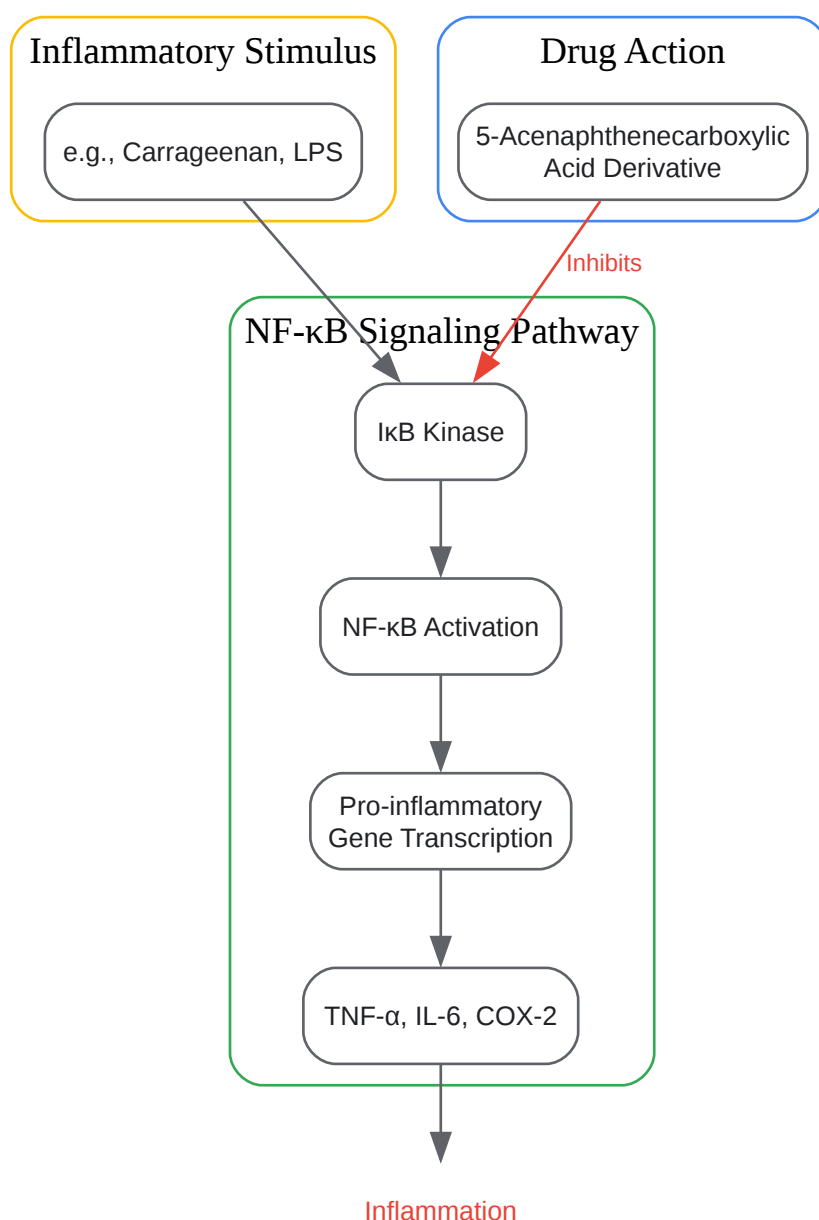 Inflammatory Stimulus
e.g., Carrageenan, LPS
Drug Action
5-Acenaphthenecarboxylic
Acid Derivative
Inhibits
NF-κB Signaling Pathway
IκB Kinase
NF-κB Activation
Pro-inflammatory
Gene Transcription
TNF-α, IL-6, COX-2
Inflammation